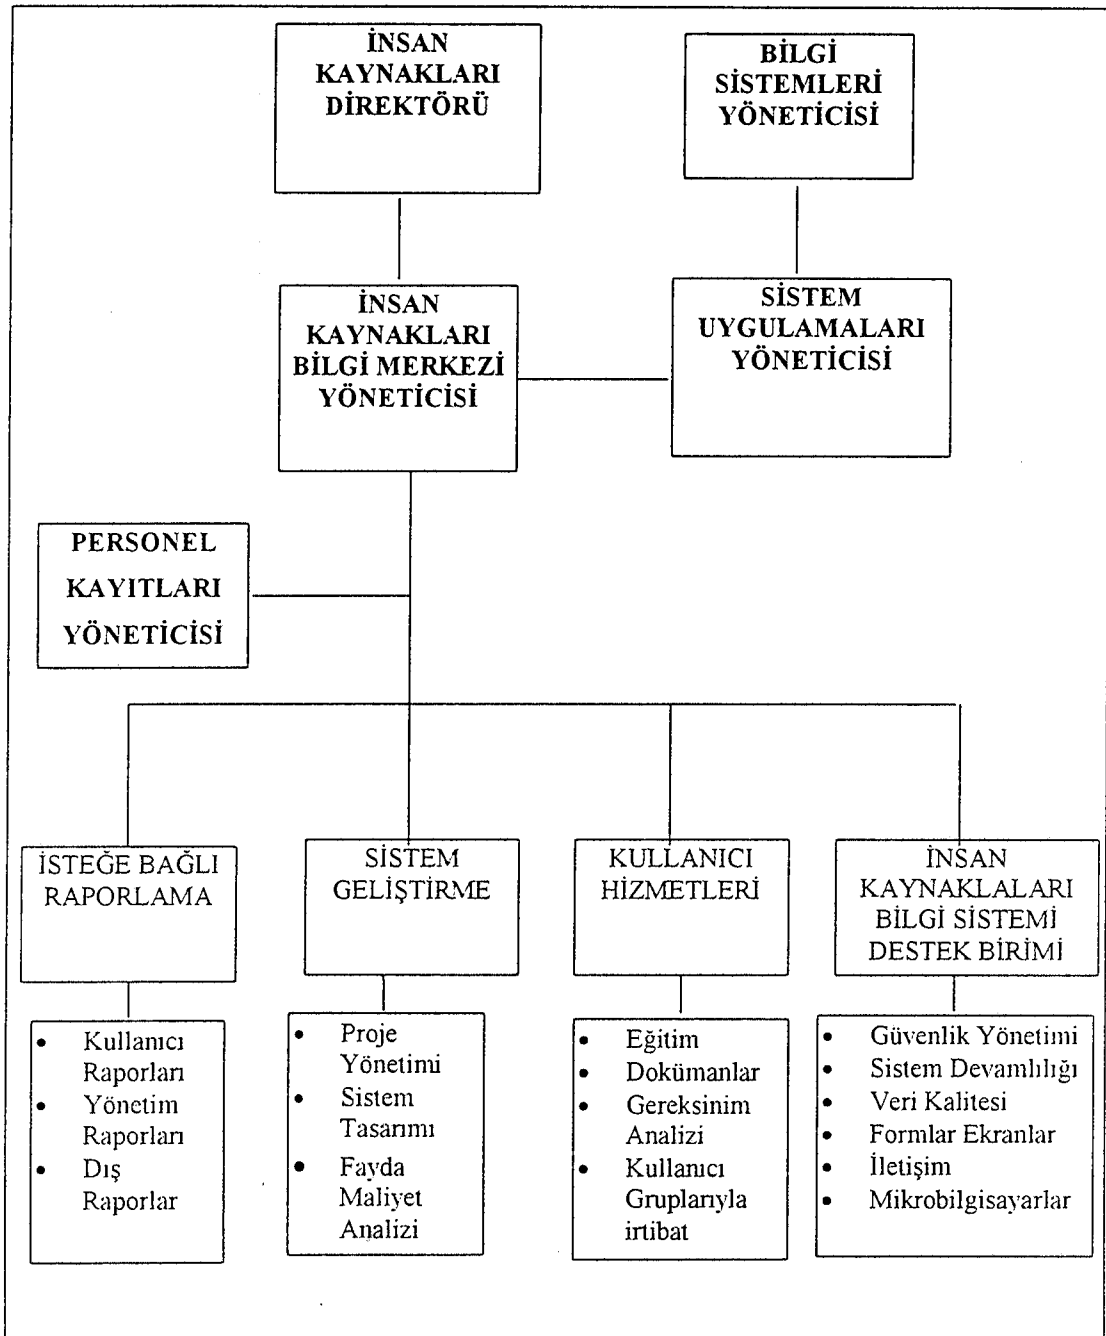 İNSAN
KAYNAKLARI
DİREKTÖRÜ
BİLGİ
SİSTEMLERİ
YÖNETİCİSİ
İNSAN
KAYNAKLARI
BİLGİ MERKEZİ
YÖNETİCİSİ
SİSTEM
UYGULAMALARI
YÖNETİCİSİ
PERSONEL
KAYITLARI
YÖNETİCİSİ
İSTEĞE BAĞLI
RAPORLAMA
SİSTEM
GELİŞTİRME
KULLANICI
HİZMETLERİ
İNSAN
KAYNAKLALARI
BİLGİ SİSTEMİ
DESTEK BİRİMİ
• Kullanıcı
Raporları
• Yönetim
Raporları
• Dış
Raporlar
• Proje
Yönetimi
• Sistem
Tasarımı
• Fayda
Maliyet
Analizi
• Eğitim
• Dokümanlar
• Gereksinim
Analizi
• Kullanıcı
Gruplarıyla
irtibat
• Güvenlik Yönetimi
• Sistem Devamlılığı
• Veri Kalitesi
• Formlar Ekranlar
• İletişim
• Mikrobilgisayarlar